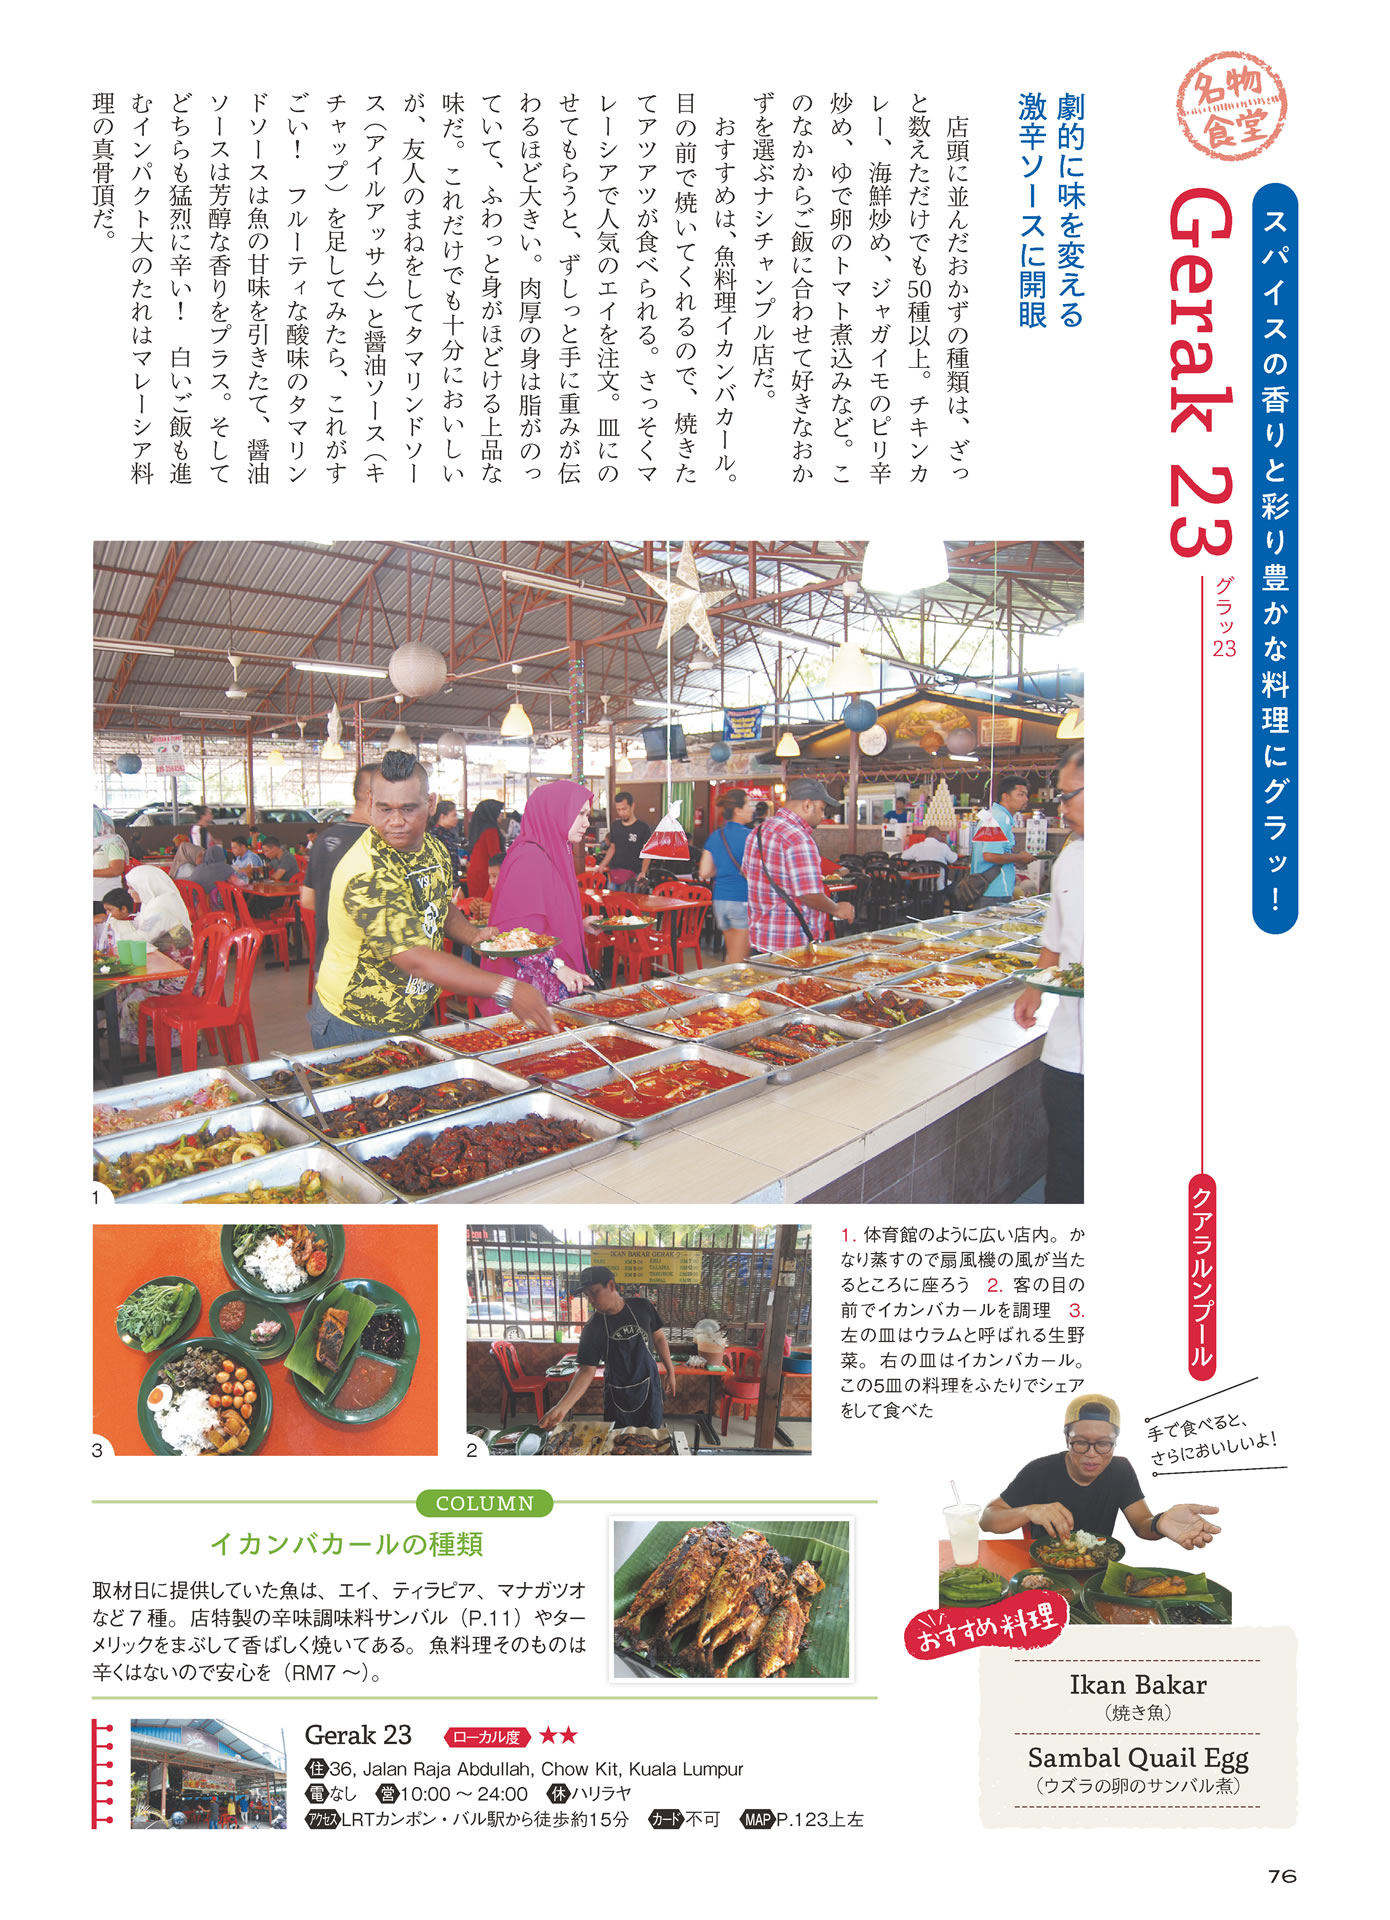 名物
食堂
スパイスの香りと彩り豊かな料理にグラッ！
Gerak 23
グラッ23
クアラルンプール
劇的に味を変える
激辛ソースに開眼
店頭に並んだおかずの種類は、ざっ
と数えただけでも50種以上。チキンカ
レー、海鮮炒め、ジャガイモのピリ辛
炒め、ゆで卵のトマト煮込みなど。こ
のなかからご飯に合わせて好きなおか
ずを選ぶナシチャンプル店だ。
おすすめは、魚料理イカンバカール。
目の前で焼いてくれるので、焼きた
てアツアツが食べられる。さっそくマ
レーシアで人気のエイを注文。皿にの
せてもらうと、ずしっと手に重みが伝
わるほど大きい。肉厚の身は脂がのっ
ていて、ふわっと身がほどける上品な
味だ。これだけでも十分においしい
が、友人のまねをしてタマリンドソー
ス（アイルアッサム）と醤油ソース（キ
チャップ）を足してみたら、これがす
ごい！　フルーティな酸味のタマリン
ドソースは魚の甘味を引きたて、醤油
ソースは芳醇な香りをプラス。そして
どちらも猛烈に辛い！　白いご飯も進
むインパクト大のたれはマレーシア料
理の真骨頂だ。
1
3
2
IKAN BAKAR GERAK 2
1. 体育館のように広い店内。か
なり蒸すので扇風機の風が当た
るところに座ろう　2. 客の目の
前でイカンバカールを調理　3.
左の皿はウラムと呼ばれる生野
菜。右の皿はイカンバカール。
この5皿の料理をふたりでシェア
をして食べた
手で食べると、
さらにおいしいよ！
COLUMN
イカンバカールの種類
取材日に提供していた魚は、エイ、ティラピア、マナガツオ
など7種。店特製の辛味調味料サンバル（P.11）やター
メリックをまぶして香ばしく焼いてある。魚料理そのものは
辛くはないので安心を（RM7～）。
おすすめ料理
Ikan Bakar
（焼き魚）
Sambal Quail Egg
（ウズラの卵のサンバル煮）
Gerak 23　ローカル度 ★★
住36, Jalan Raja Abdullah, Chow Kit, Kuala Lumpur
電なし　営10:00 ～ 24:00　休ハリラヤ
アクセスLRTカンポン・バル駅から徒歩約15分　カード不可　MAP P.123上左
76